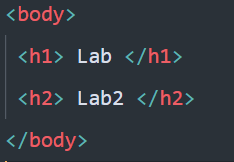 <body>
<h1> Lab </h1>
<h2> Lab2 </h2>
</body>